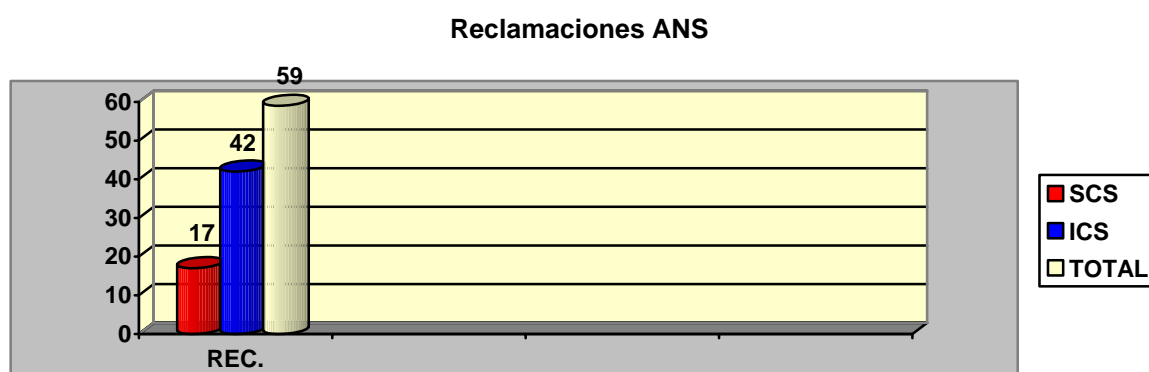 Reclamaciones ANS
59
60
50
42
40
30
17
20
10
0
REC.
SCS
ICS
TOTAL